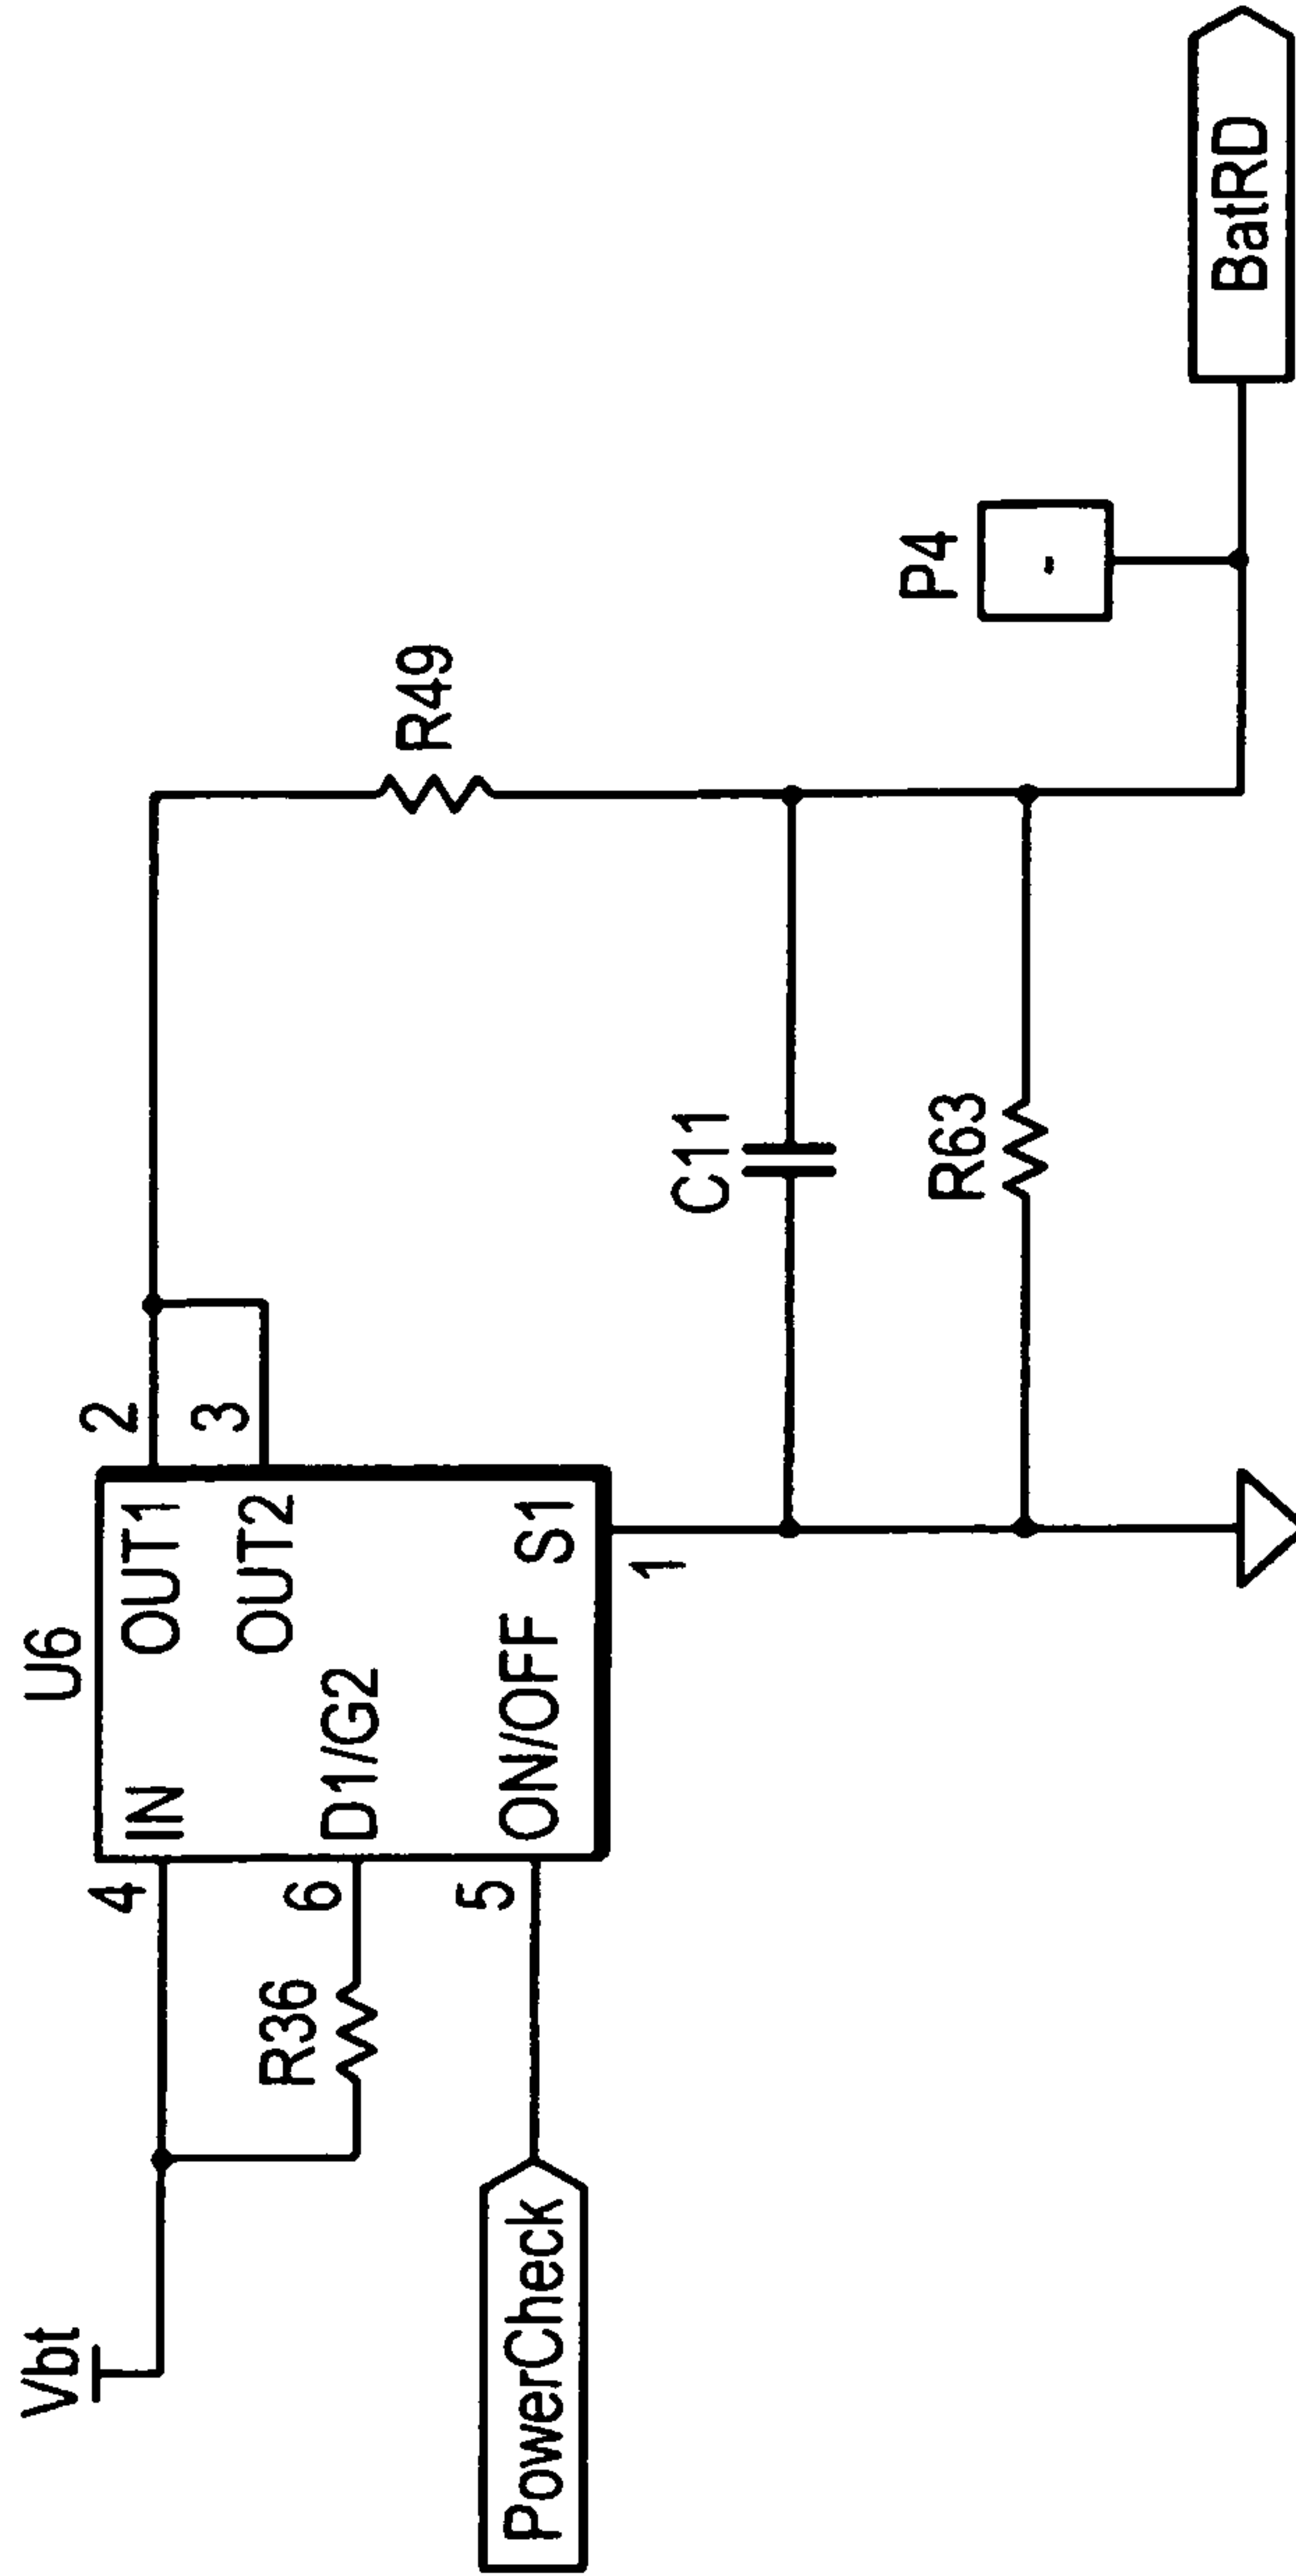 Vbt
U6
4
IN
OUT1
2
R36
6
D1/G2
OUT2
3
R49
PowerCheck
5
ON/OFF
S1
1
C11
R63
P4
-
BatRD